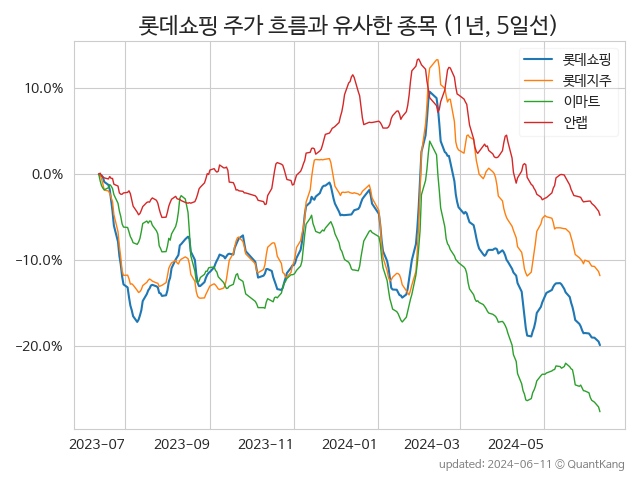 롯데쇼핑 주가 흐름과 유사한 종목 (1년, 5일선)
롯데쇼핑
롯데지주
이마트
안랩
10.0%
0.0%
−10.0%
−20.0%
2023-07 2023-09 2023-11 2024-01 2024-03 2024-05
updated: 2024-06-11 © QuantKang